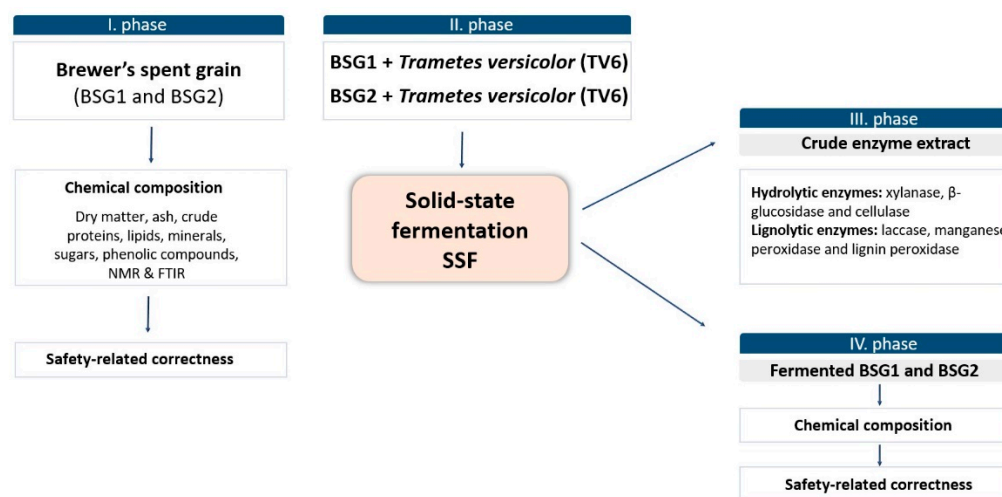 I. phase
Brewer's spent grain
(BSG1 and BSG2)
Chemical composition
Dry matter, ash, crude
proteins, lipids, minerals,
sugars, phenolic compounds,
NMR & FTIR
Safety-related correctness
II. phase
BSG1 + Trametes versicolor (TV6)
BSG2 + Trametes versicolor (TV6)
Solid-state
fermentation
SSF
III. phase
Crude enzyme extract
Hydrolytic enzymes: xylanase, β-
glucosidase and cellulase
Lignolytic enzymes: laccase, manganese
peroxidase and lignin peroxidase
IV. phase
Fermented BSG1 and BSG2
Chemical composition
Safety-related correctness